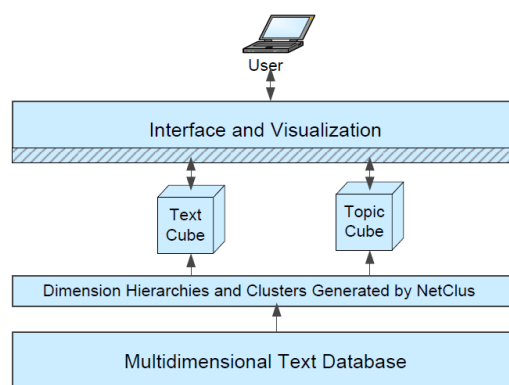 User
Interface and Visualization
Text
Cube
Topic
Cube
Dimension Hierarchies and Clusters Generated by NetClus
Multidimensional Text Database